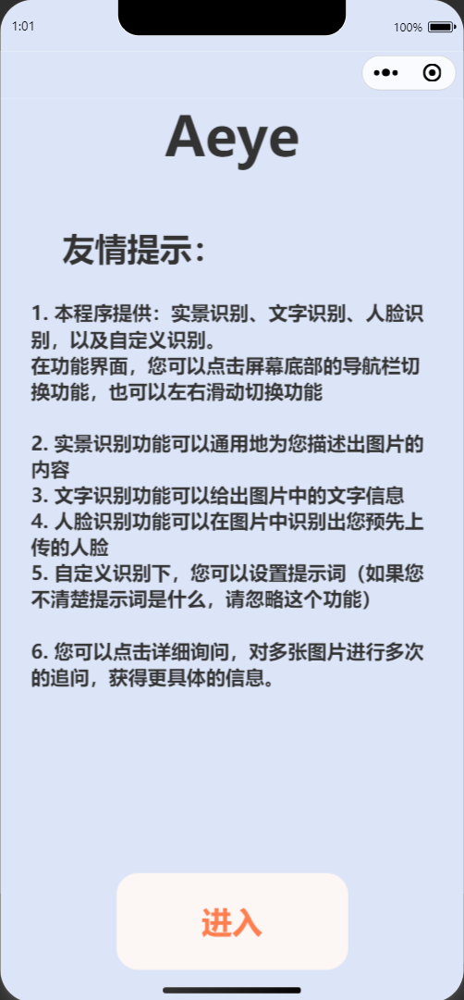 1:01
100%
Aeye
友情提示：
1. 本程序提供：实景识别、文字识别、人脸识
别，以及自定义识别。
在功能界面，您可以点击屏幕底部的导航栏切
换功能，也可以左右滑动切换功能
2. 实景识别功能可以通用地为您描述出图片的
内容
3. 文字识别功能可以给出图片中的文字信息
4. 人脸识别功能可以在图片中识别出您预先上
传的人脸
5. 自定义识别下，您可以设置提示词（如果您
不清楚提示词是什么，请忽略这个功能）
6. 您可以点击详细询问，对多张图片进行多次
的追问，获得更具体的信息。
进入